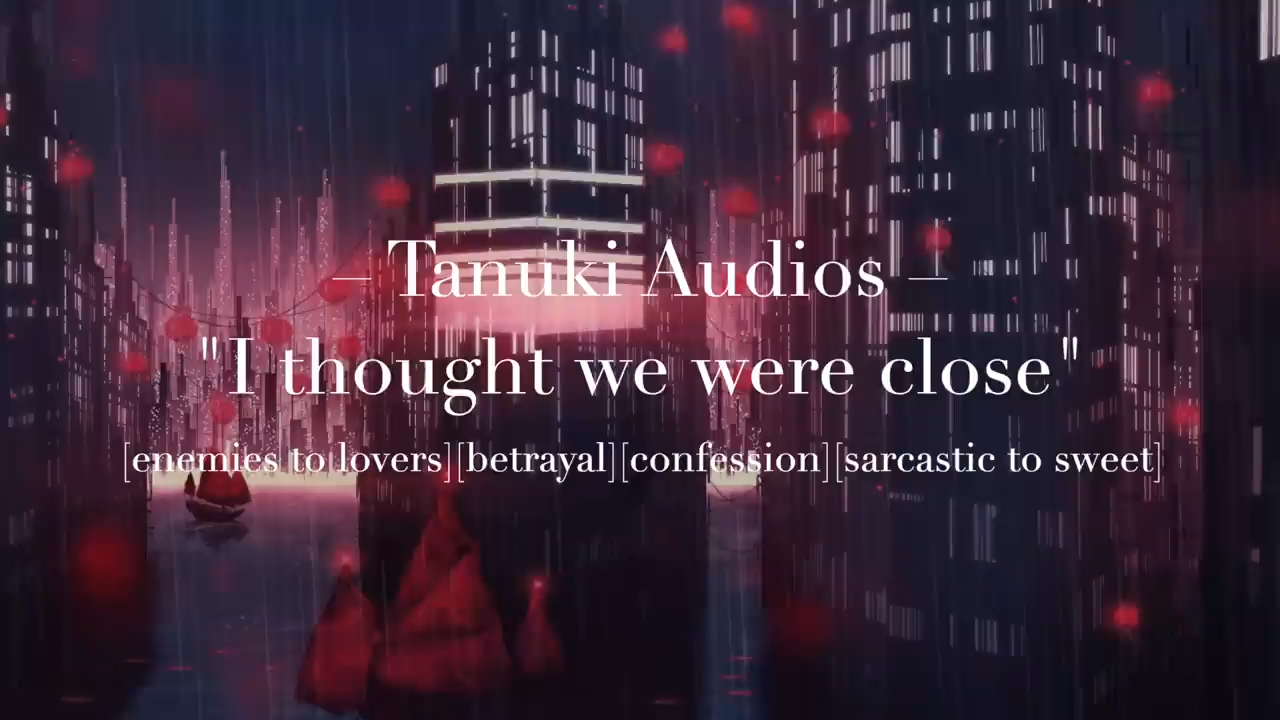 – Tanuki Audios –
"I thought we were close"
[enemies to lovers][betrayal][confession][sarcastic to sweet]